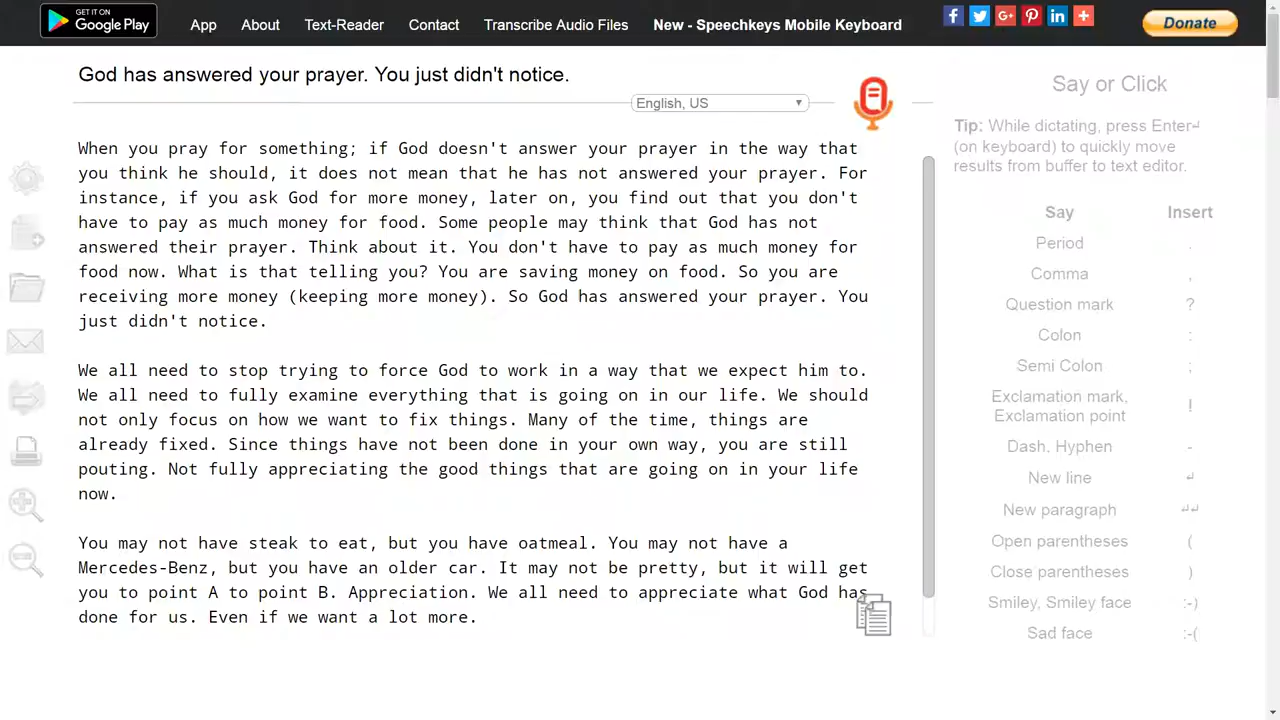 GET IT ON
Google Play
App
About
Text-Reader
Contact
Transcribe Audio Files
New - Speechkeys Mobile Keyboard
Donate
God has answered your prayer. You just didn't notice.
English, US
When you pray for something; if God doesn't answer your prayer in the way that
you think he should, it does not mean that he has not answered your prayer. For
instance, if you ask God for more money, later on, you find out that you don't
have to pay as much money for food. Some people may think that God has not
answered their prayer. Think about it. You don't have to pay as much money for
food now. What is that telling you? You are saving money on food. So you are
receiving more money (keeping more money). So God has answered your prayer. You
just didn't notice.
We all need to stop trying to force God to work in a way that we expect him to.
We all need to fully examine everything that is going on in our life. We should
not only focus on how we want to fix things. Many of the time, things are
already fixed. Since things have not been done in your own way, you are still
pouting. Not fully appreciating the good things that are going on in your life
now.
You may not have steak to eat, but you have oatmeal. You may not have a
Mercedes-Benz, but you have an older car. It may not be pretty, but it will get
you to point A to point B. Appreciation. We all need to appreciate what God has
done for us. Even if we want a lot more.
Say or Click
Tip: While dictating, press Enter↵
(on keyboard) to quickly move
results from buffer to text editor.
Say Insert
Period .
Comma ,
Question mark ?
Colon :
Semi Colon ;
Exclamation mark,
Exclamation point !
Dash, Hyphen -
New line ↵
New paragraph ↵↵
Open parentheses (
Close parentheses )
Smiley, Smiley face :-)
Sad face :-(